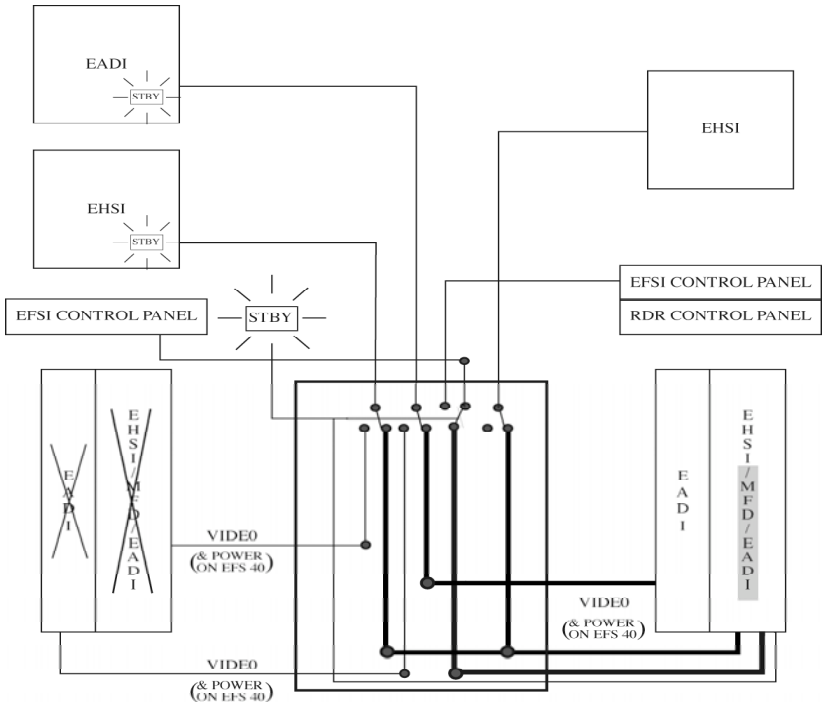 EADI
STBY
EHSI
EHSI
STBY
EFSI CONTROL PANEL
EFSI CONTROL PANEL
STBY
RDR CONTROL PANEL
EADI
EHSI/MFD/EADI
EADI
EHSI/MFD/EADI
VIDE0
(& POWER
ON EFS 40)
VIDE0
(& POWER
ON EFS 40)
VIDE0
(& POWER
ON EFS 40)